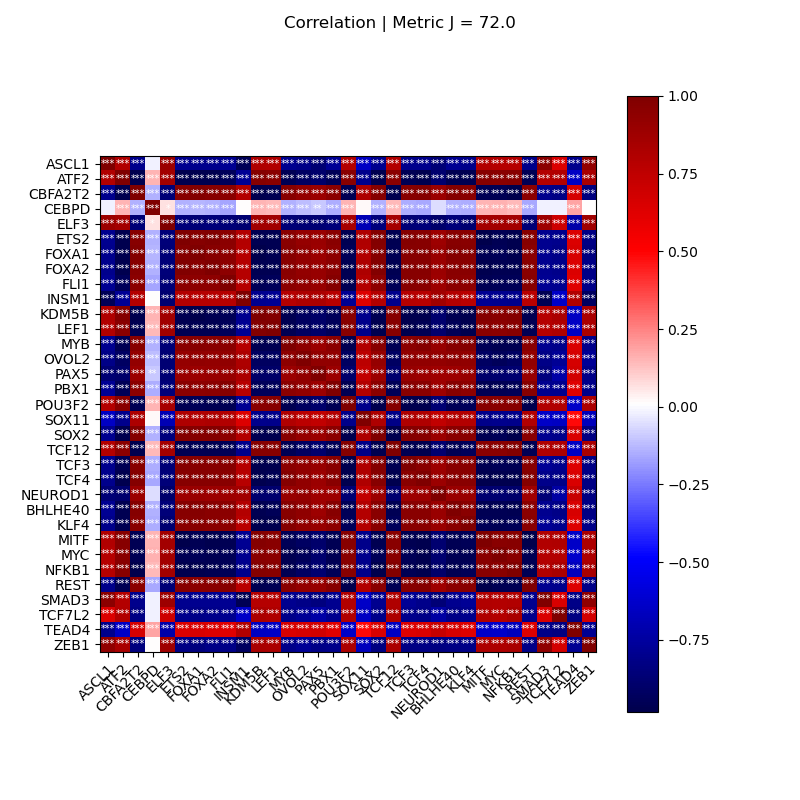 Correlation | Metric J = 72.0
ASCL1
ATF2
CBFA2T2
CEBPD
ELF3
ETS2
FOXA1
FOXA2
FLI1
INSM1
KDM5B
LEF1
MYB
OVOL2
PAX5
PBX1
POU3F2
SOX11
SOX2
TCF12
TCF3
TCF4
NEUROD1
BHLHE40
KLF4
MITF
MYC
NFKB1
REST
SMAD3
TCF7L2
TEAD4
ZEB1
ASCL1
ATF2
CBFA2T2
CEBPD
ELF3
ETS2
FOXA1
FOXA2
FLI1
INSM1
KDM5B
LEF1
MYB
OVOL2
PAX5
PBX1
POU3F2
SOX11
SOX2
TCF12
TCF3
TCF4
NEUROD1
BHLHE40
KLF4
MITF
MYC
NFKB1
REST
SMAD3
TCF7L2
TEAD4
ZEB1
1.00
0.75
0.50
0.25
0.00
−0.25
−0.50
−0.75